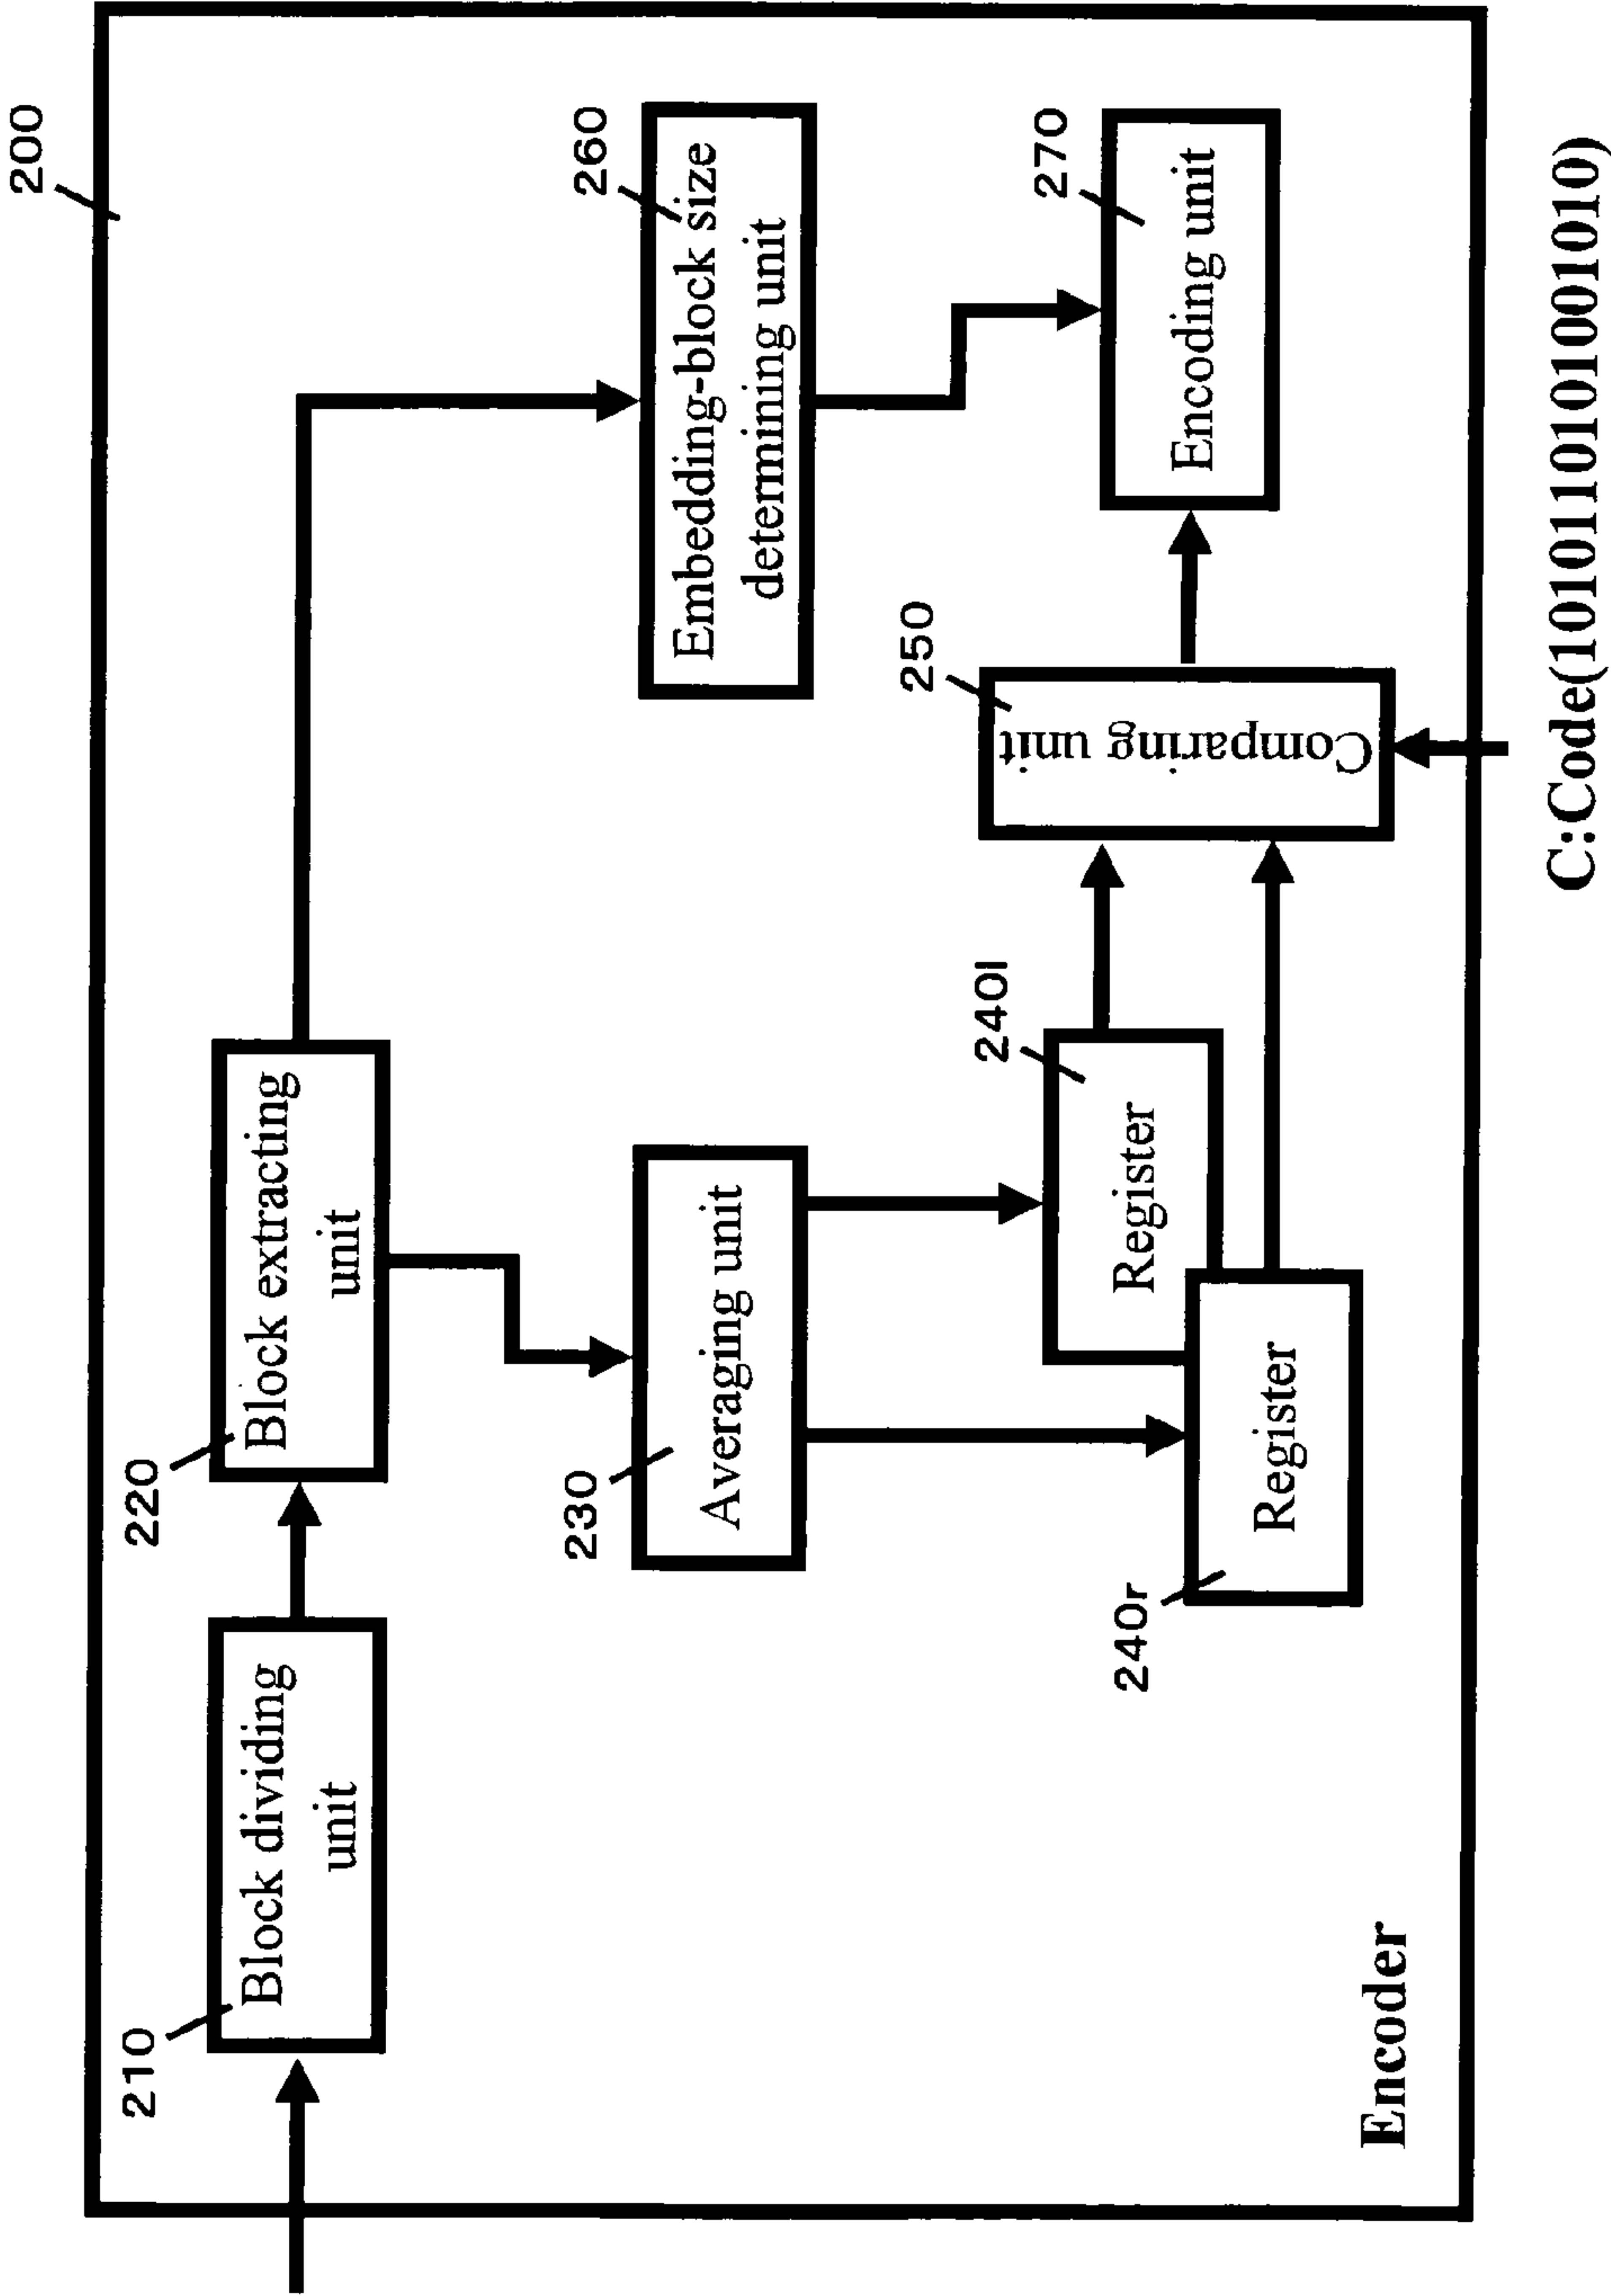 200
210
Block dividing
unit
220
Block extracting
unit
230
Averaging unit
260
Embedding-block size
determining unit
240l
Register
240r
Register
250
Comparing unit
270
Encoding unit
Encoder
C:Code(1010110101001010)